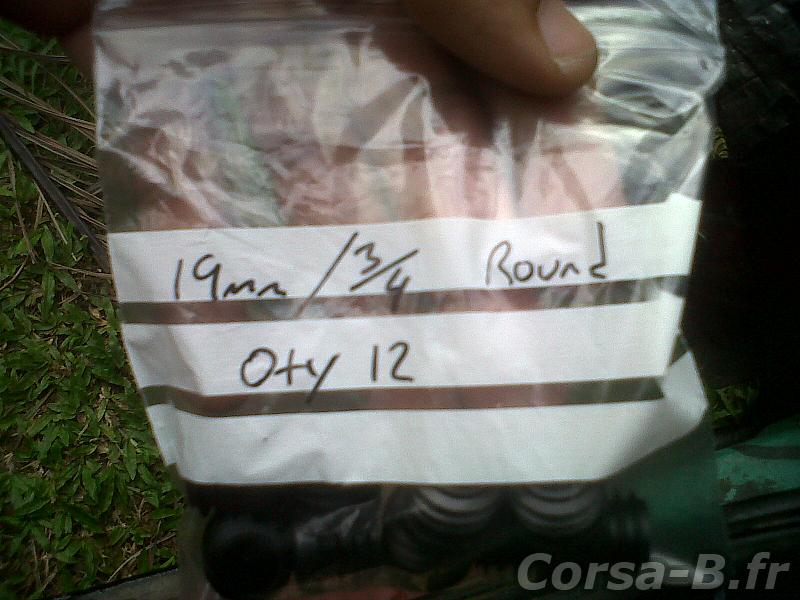 19mm / 3/4 Round
Qty 12
Corsa-B.fr